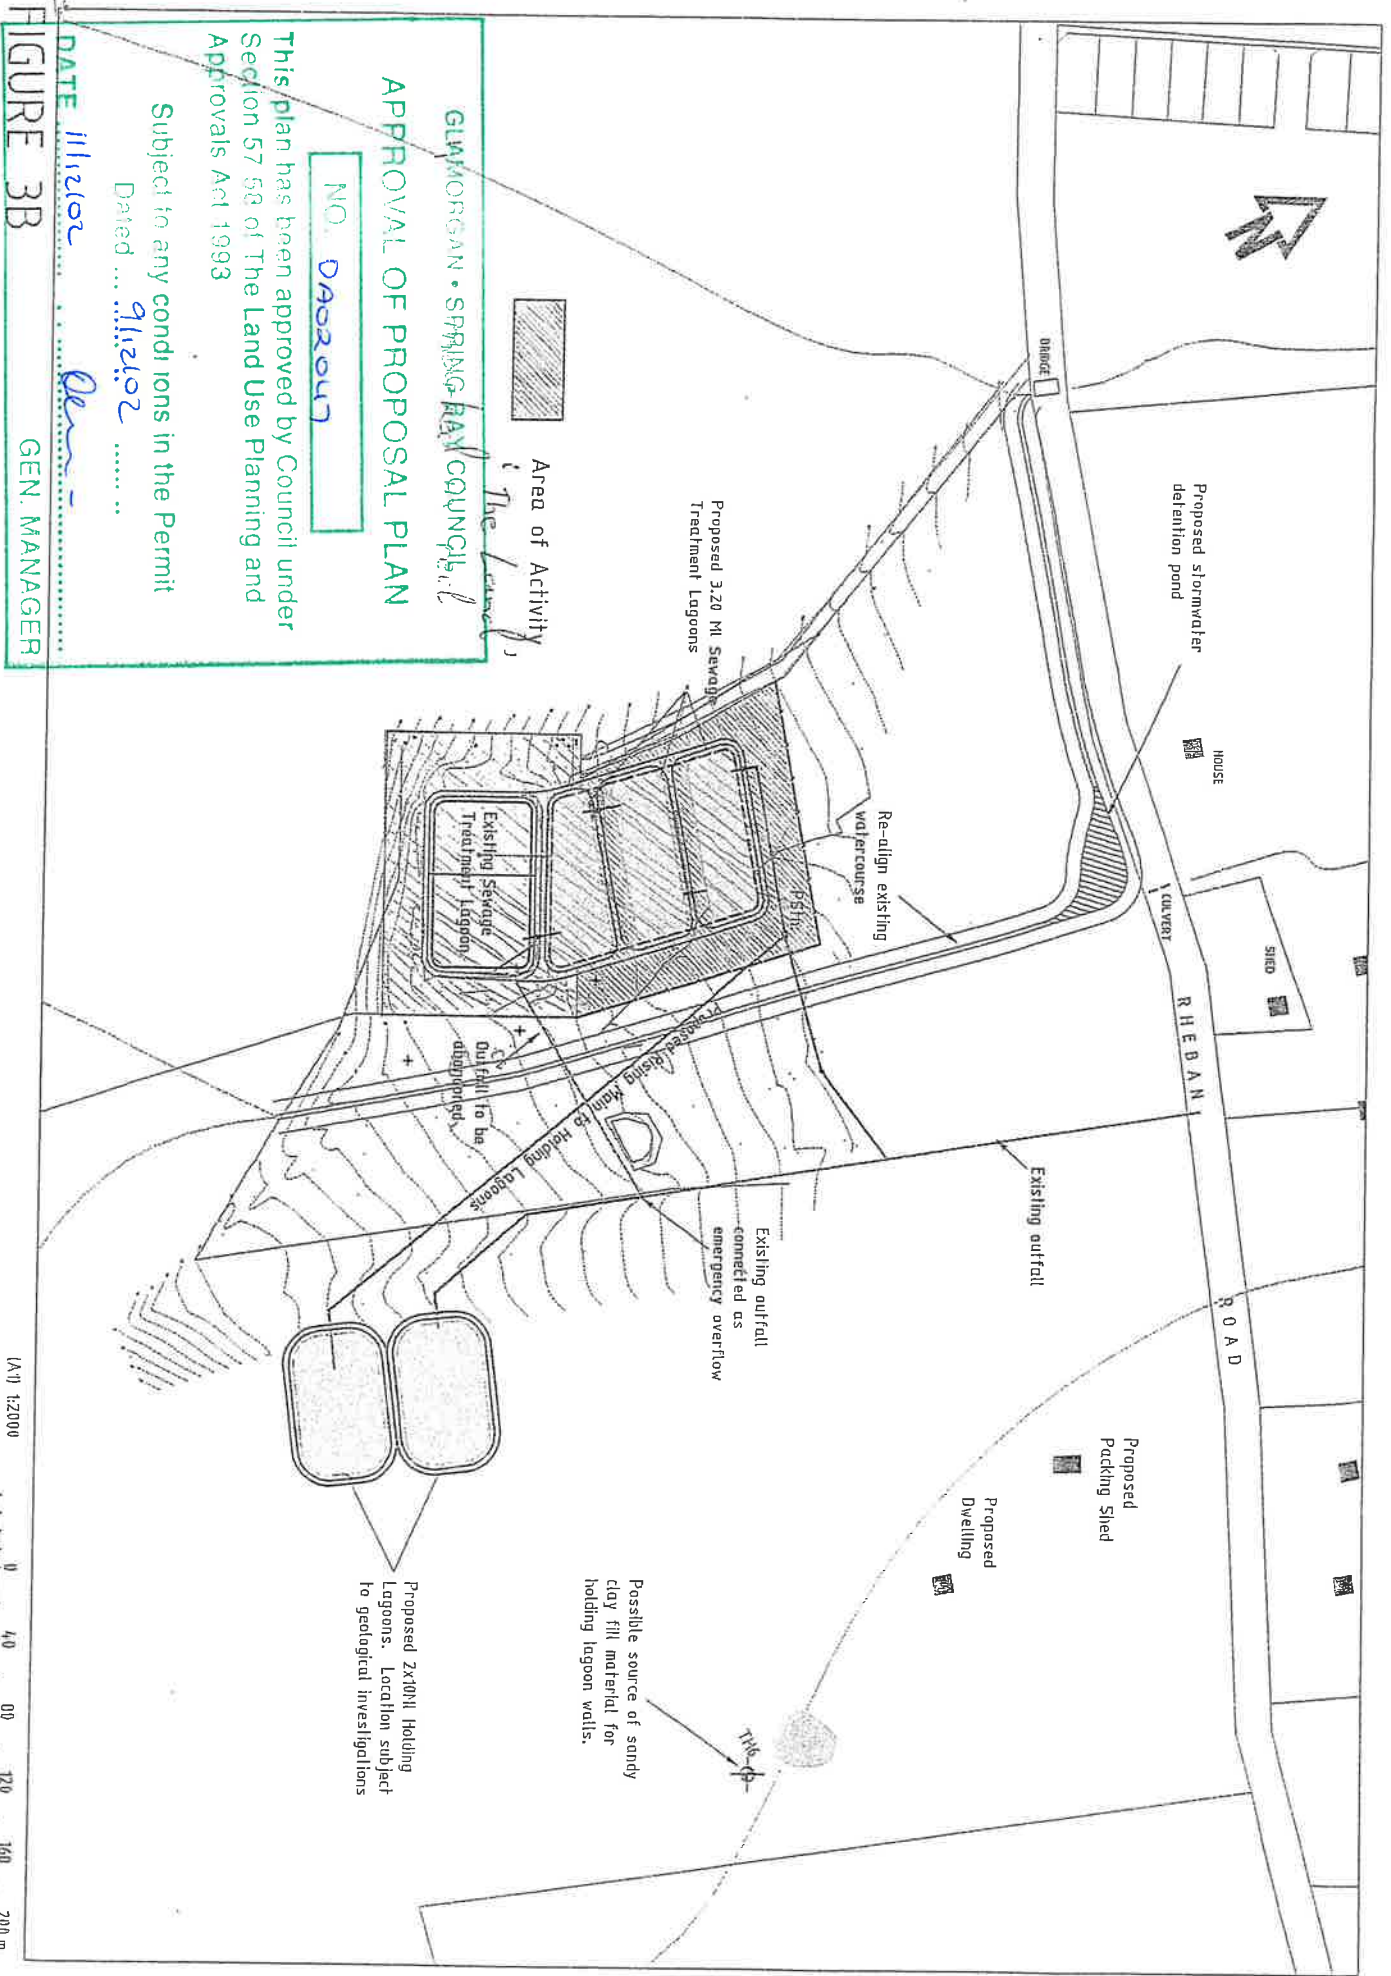 BRIDGE
Proposed stormwater
detention pond
HOUSE
CULVERT
SHED
RHEBAN
ROAD
Re-align existing
watercourse
Proposed 3.20 Ml Sewage
Treatment Lagoons
Area of Activity,
The Land,
Existing Sewage
Treatment Lagoon
Outfall to be
abandoned
Proposed Rising Main to Holding Lagoons
Existing outfall
connected as
emergency overflow
Existing outfall
Proposed
Packing Shed
Proposed
Dwelling
Possible source of sandy
clay fill material for
holding lagoon walls.
TH6
Proposed 2x10Ml Holding
Lagoons. Location subject
to geological investigations
GLAMORGAN • SPRING BAY COUNCIL
APPROVAL OF PROPOSAL PLAN
NO. DA02047
This plan has been approved by Council under
Section 57 58 of The Land Use Planning and
Approvals Act 1993
Subject to any conditions in the Permit
Dated ... 9/12/02 ......
DATE 11/12/02
GEN. MANAGER
FIGURE 3B
(A1) 1:2000
0 40 80 120 160 200 m